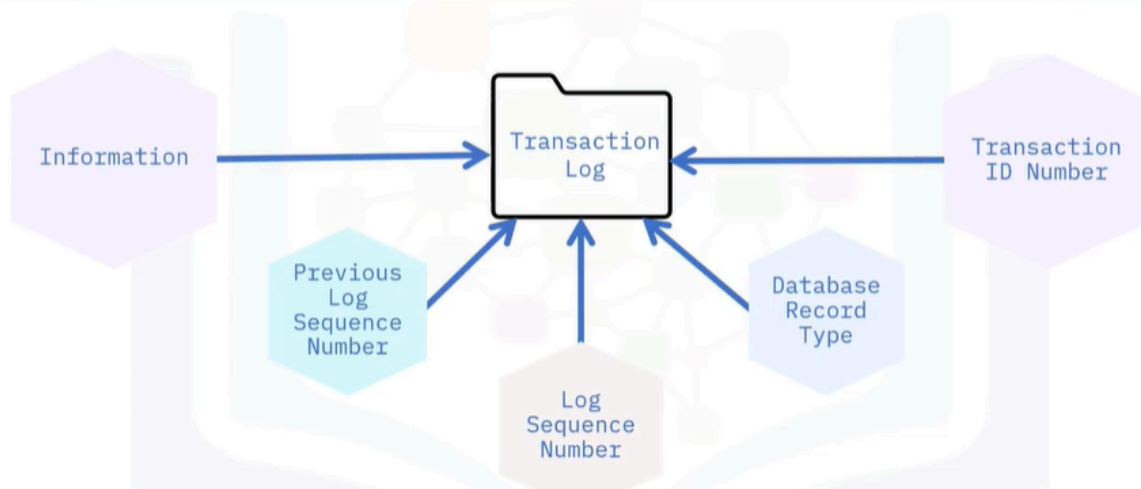 Information
Transaction
Log
Transaction
ID Number
Previous
Log
Sequence
Number
Log
Sequence
Number
Database
Record
Type